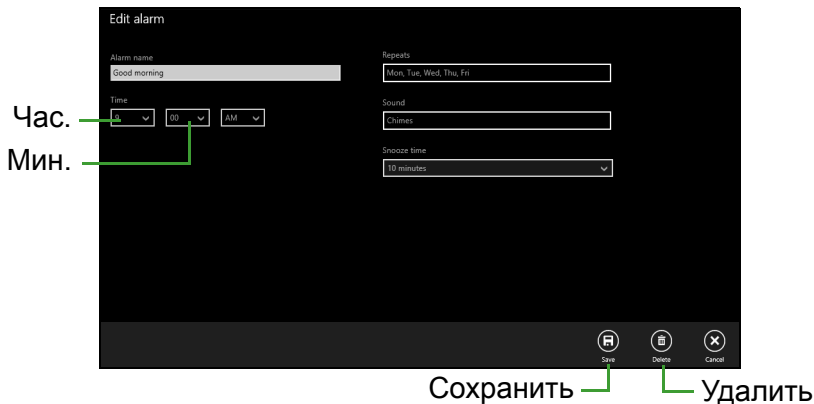 Edit alarm
Alarm name
Good morning
Time
9 00 AM
Repeats
Mon, Tue, Wed, Thu, Fri
Sound
Chimes
Snooze time
10 minutes
Час.
Мин.
Save Delete Cancel
Сохранить Удалить